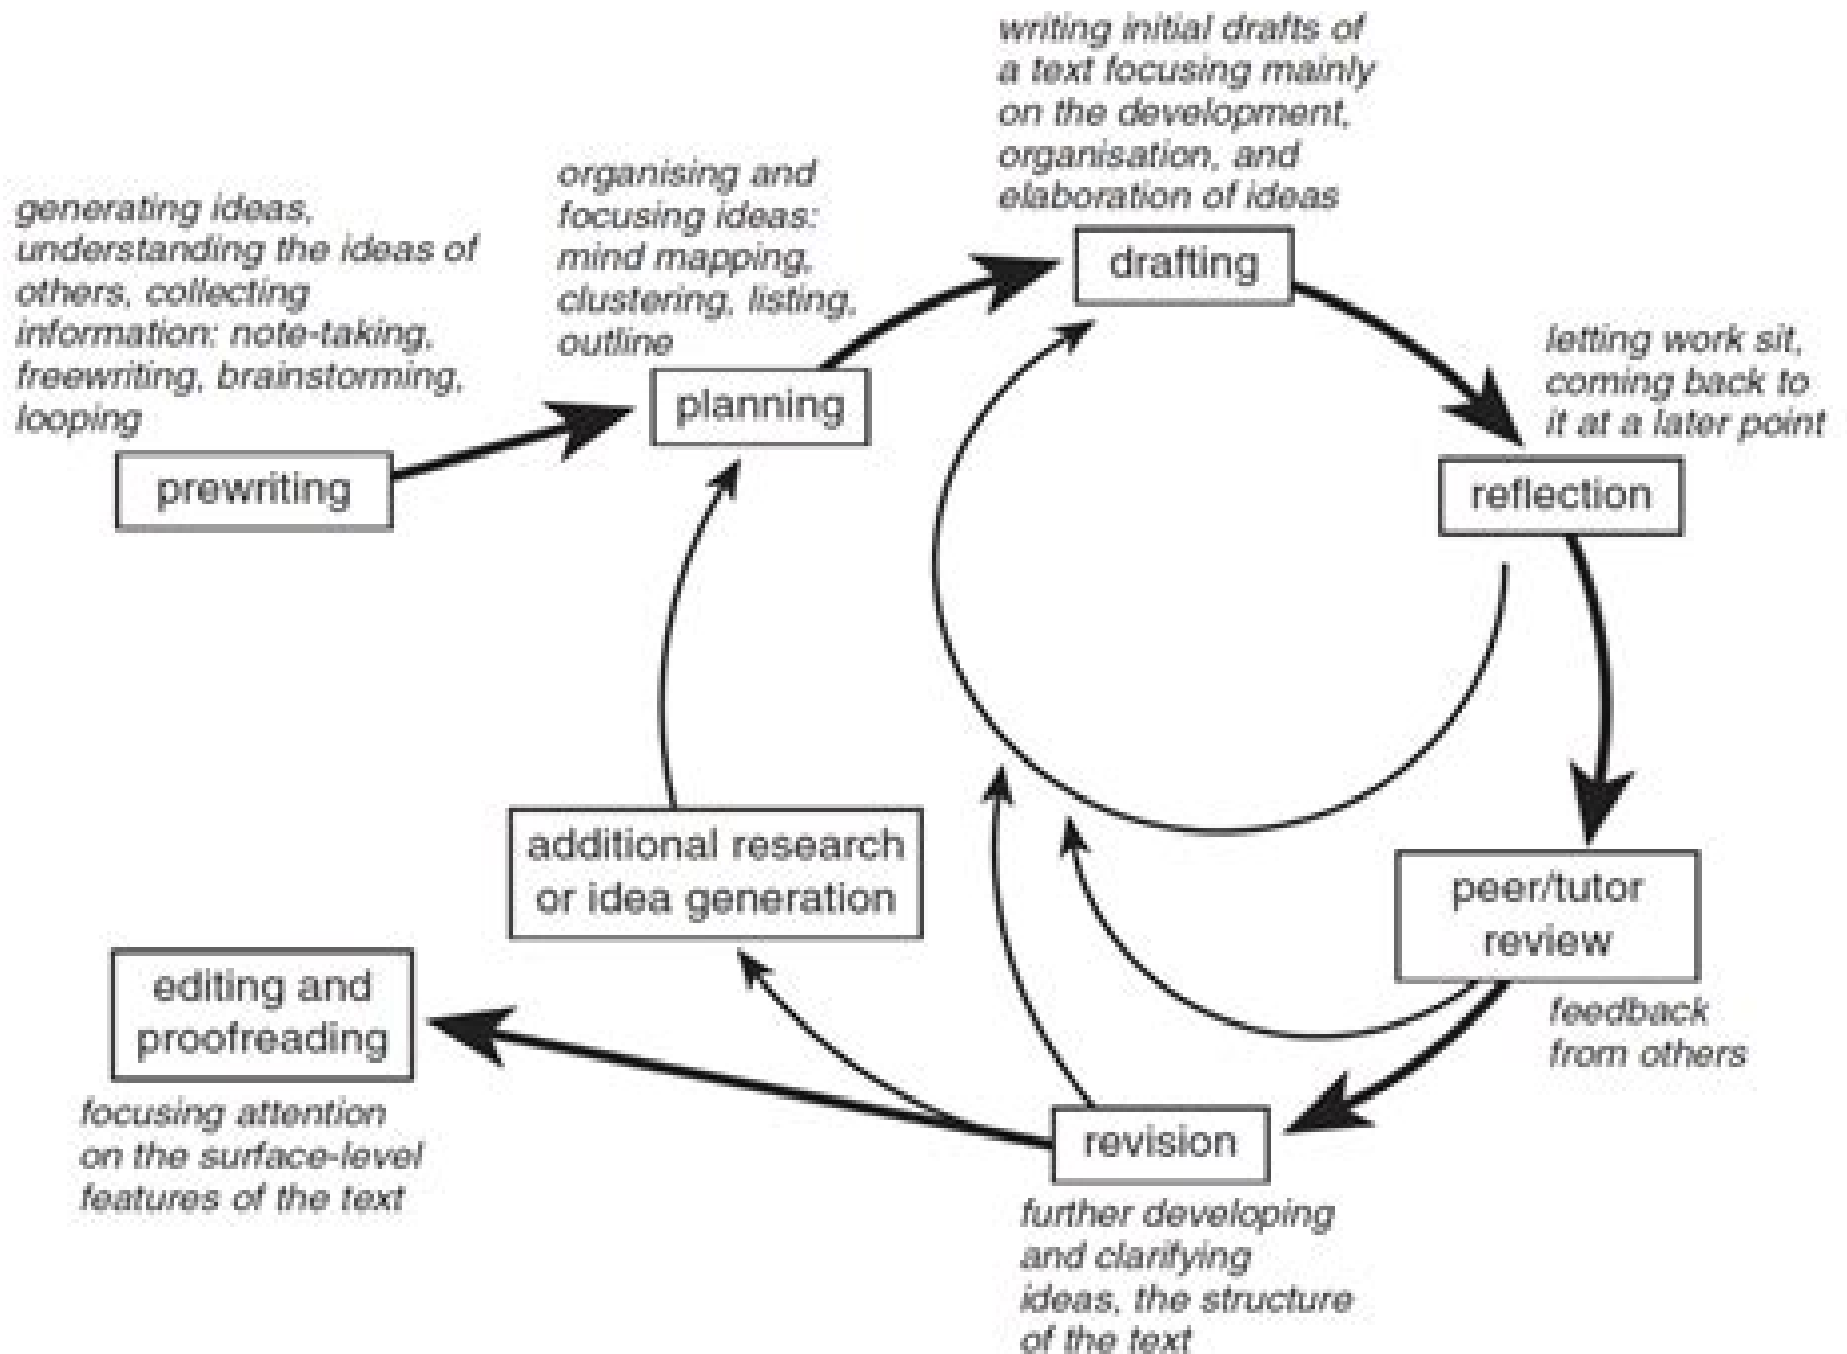 writing initial drafts of
a text focusing mainly
on the development,
organisation, and
elaboration of ideas
drafting
organising and
focusing ideas:
mind mapping,
clustering, listing,
outline
planning
generating ideas,
understanding the ideas of
others, collecting
information: note-taking,
freewriting, brainstorming,
looping
prewriting
letting work sit,
coming back to
it at a later point
reflection
peer/tutor
review
feedback
from others
additional research
or idea generation
editing and
proofreading
focusing attention
on the surface-level
features of the text
revision
further developing
and clarifying
ideas, the structure
of the text